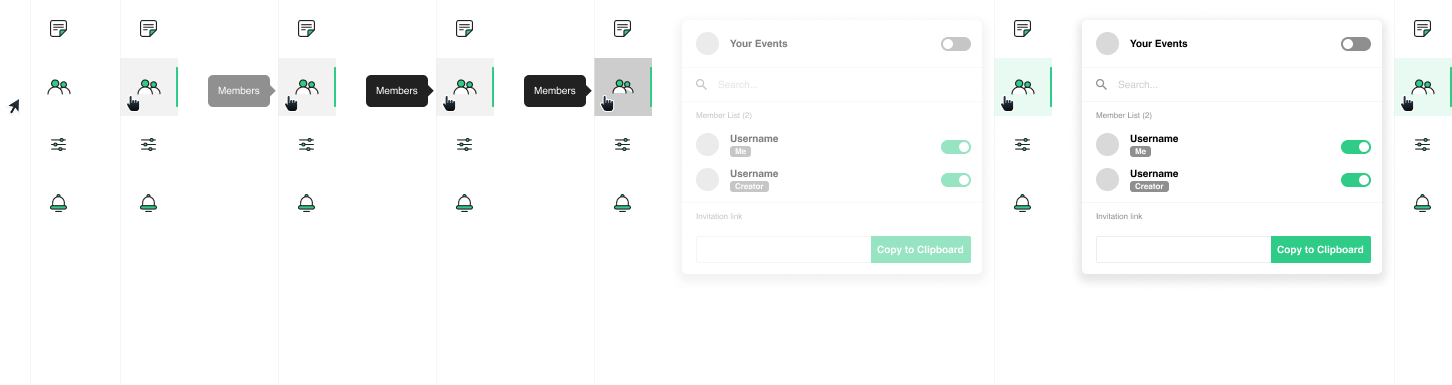 Members
Members
Members
Your Events
Search...
Member List (2)
Username
Me
Username
Creator
Invitation link
Copy to Clipboard
Your Events
Search...
Member List (2)
Username
Me
Username
Creator
Invitation link
Copy to Clipboard